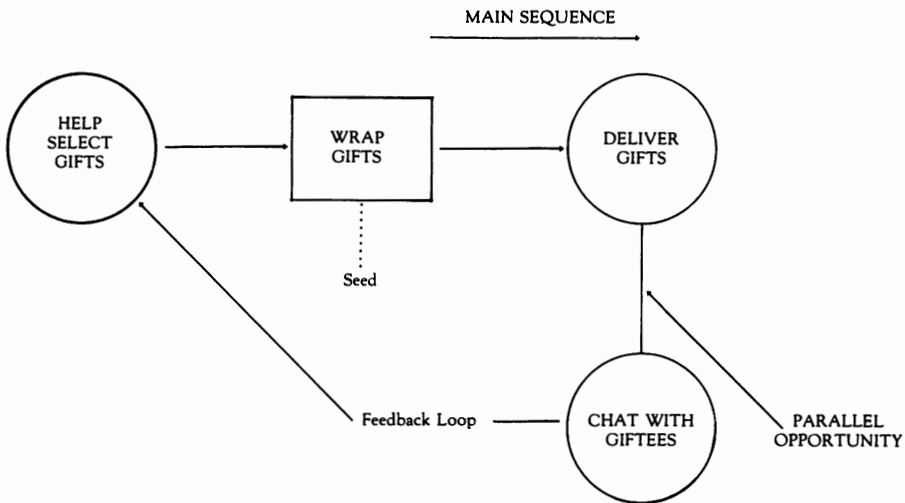 MAIN SEQUENCE
HELP
SELECT
GIFTS
WRAP
GIFTS
DELIVER
GIFTS
Seed
Feedback Loop
CHAT WITH
GIFTEES
PARALLEL
OPPORTUNITY